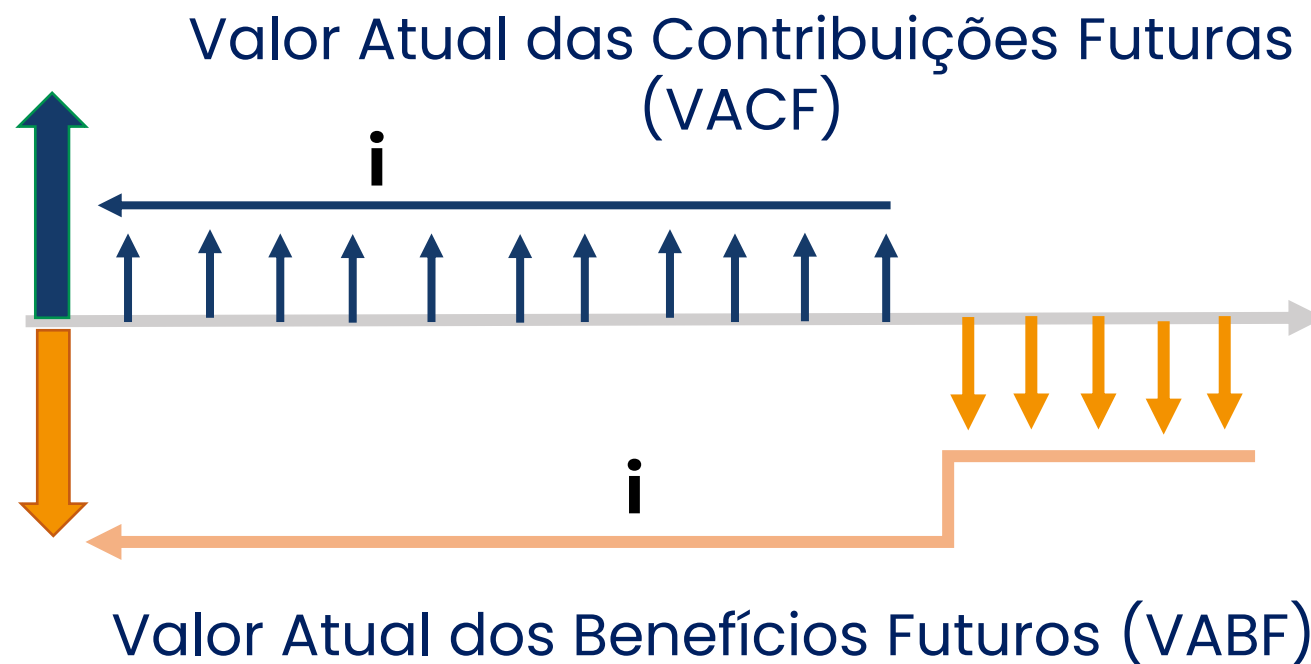 Valor Atual das Contribuições Futuras
(VACF)
i
i
Valor Atual dos Benefícios Futuros (VABF)